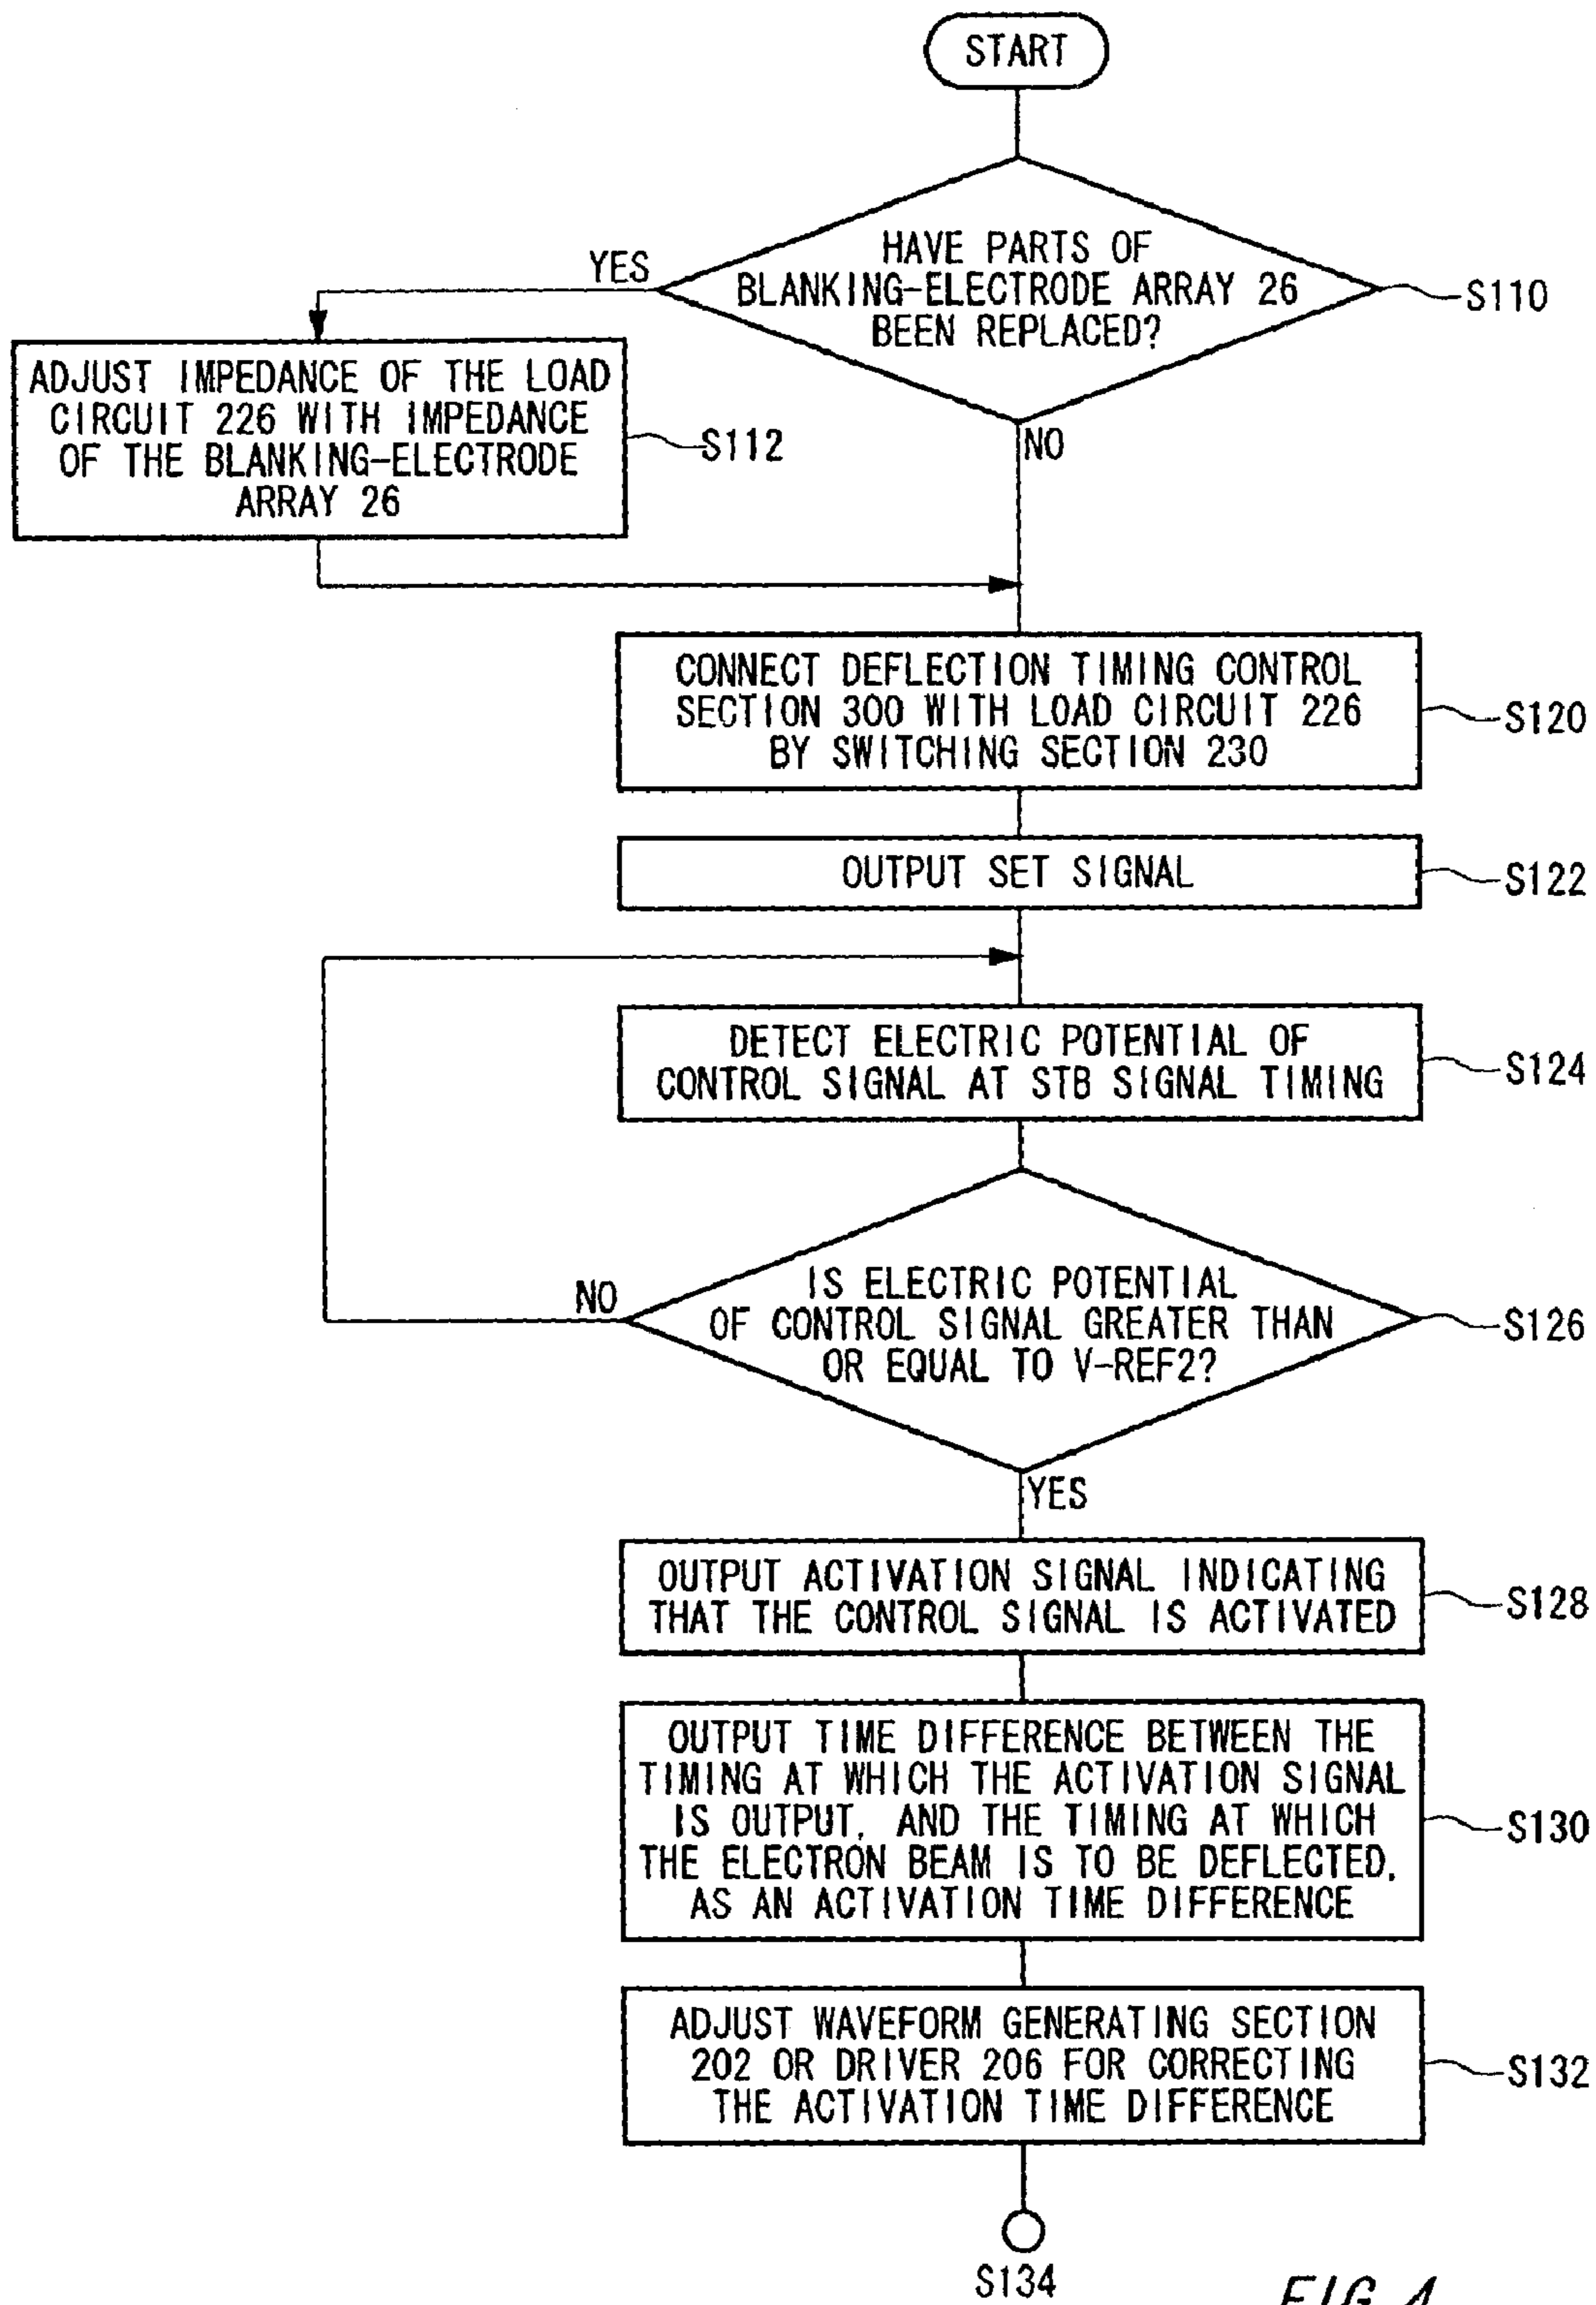 START
HAVE PARTS OF
BLANKING-ELECTRODE ARRAY 26
BEEN REPLACED?
S110
YES
NO
ADJUST IMPEDANCE OF THE LOAD
CIRCUIT 226 WITH IMPEDANCE
OF THE BLANKING-ELECTRODE
ARRAY 26
S112
CONNECT DEFLECTION TIMING CONTROL
SECTION 300 WITH LOAD CIRCUIT 226
BY SWITCHING SECTION 230
S120
OUTPUT SET SIGNAL
S122
DETECT ELECTRIC POTENTIAL OF
CONTROL SIGNAL AT STB SIGNAL TIMING
S124
IS ELECTRIC POTENTIAL
OF CONTROL SIGNAL GREATER THAN
OR EQUAL TO V-REF2?
S126
NO
YES
OUTPUT ACTIVATION SIGNAL INDICATING
THAT THE CONTROL SIGNAL IS ACTIVATED
S128
OUTPUT TIME DIFFERENCE BETWEEN THE
TIMING AT WHICH THE ACTIVATION SIGNAL
IS OUTPUT, AND THE TIMING AT WHICH
THE ELECTRON BEAM IS TO BE DEFLECTED,
AS AN ACTIVATION TIME DIFFERENCE
S130
ADJUST WAVEFORM GENERATING SECTION
202 OR DRIVER 206 FOR CORRECTING
THE ACTIVATION TIME DIFFERENCE
S132
S134
FIG. 4